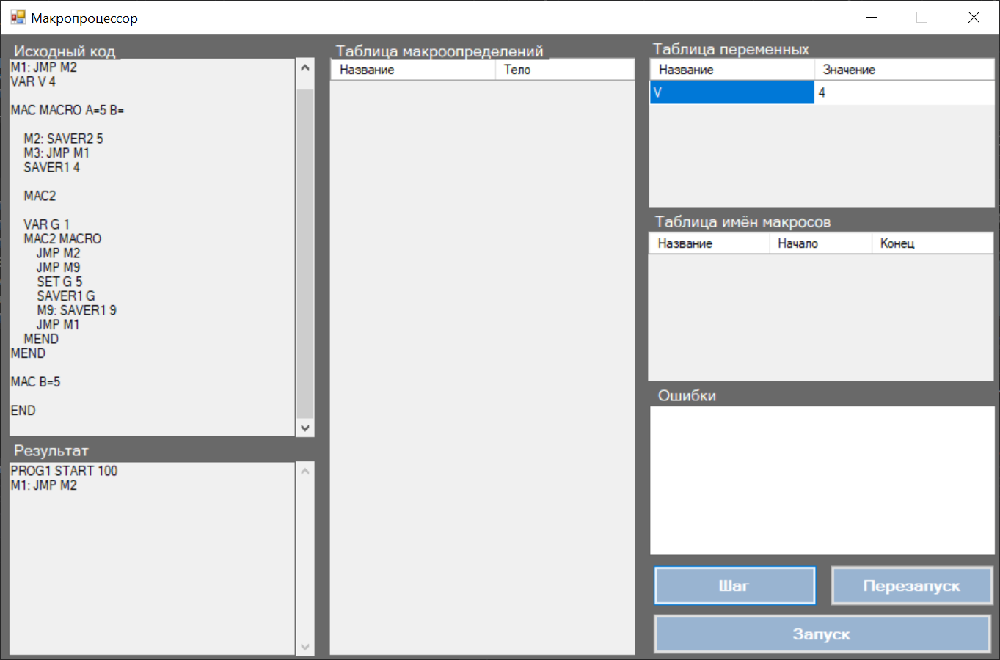 Макропроцессор
Исходный код
M1: JMP M2
VAR V 4
MAC MACRO A=5 B=
M2: SAVER2 5
M3: JMP M1
SAVER1 4
MAC2
VAR G 1
MAC2 MACRO
JMP M2
JMP M9
SET G 5
SAVER1 G
M9: SAVER1 9
JMP M1
MEND
MEND
MAC B=5
END
Результат
PROG1 START 100
M1: JMP M2
Таблица макроопределений
Название Тело
Таблица переменных
Название Значение
V 4
Таблица имён макросов
Название Начало Конец
Ошибки
Шаг Перезапуск
Запуск